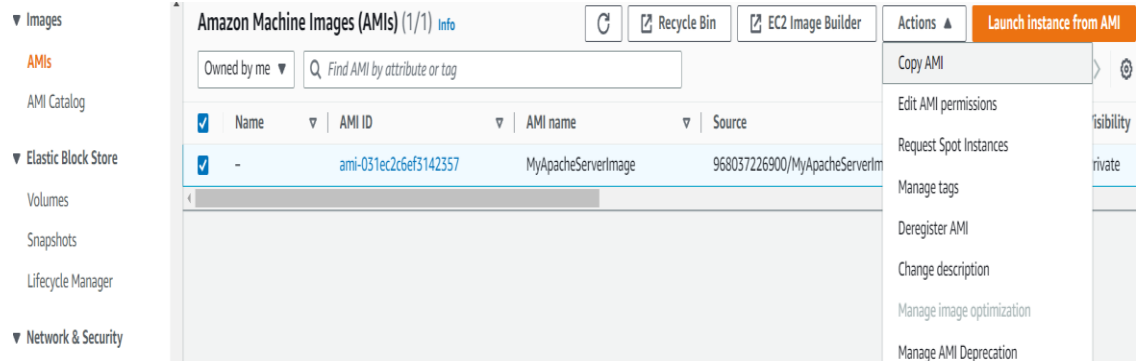 ▼ Images
AMIs
AMI Catalog
▼ Elastic Block Store
Volumes
Snapshots
Lifecycle Manager
▼ Network & Security
Amazon Machine Images (AMIs) (1/1) Info
Recycle Bin
EC2 Image Builder
Actions ▲
Launch instance from AMI
Owned by me ▼
Find AMI by attribute or tag
Name
AMI ID
AMI name
Source
isibility
–
ami-031ec2c6ef3142357
MyApacheServerImage
968037226900/MyApacheServerIm
rivate
Copy AMI
Edit AMI permissions
Request Spot Instances
Manage tags
Deregister AMI
Change description
Manage image optimization
Manage AMI Deprecation